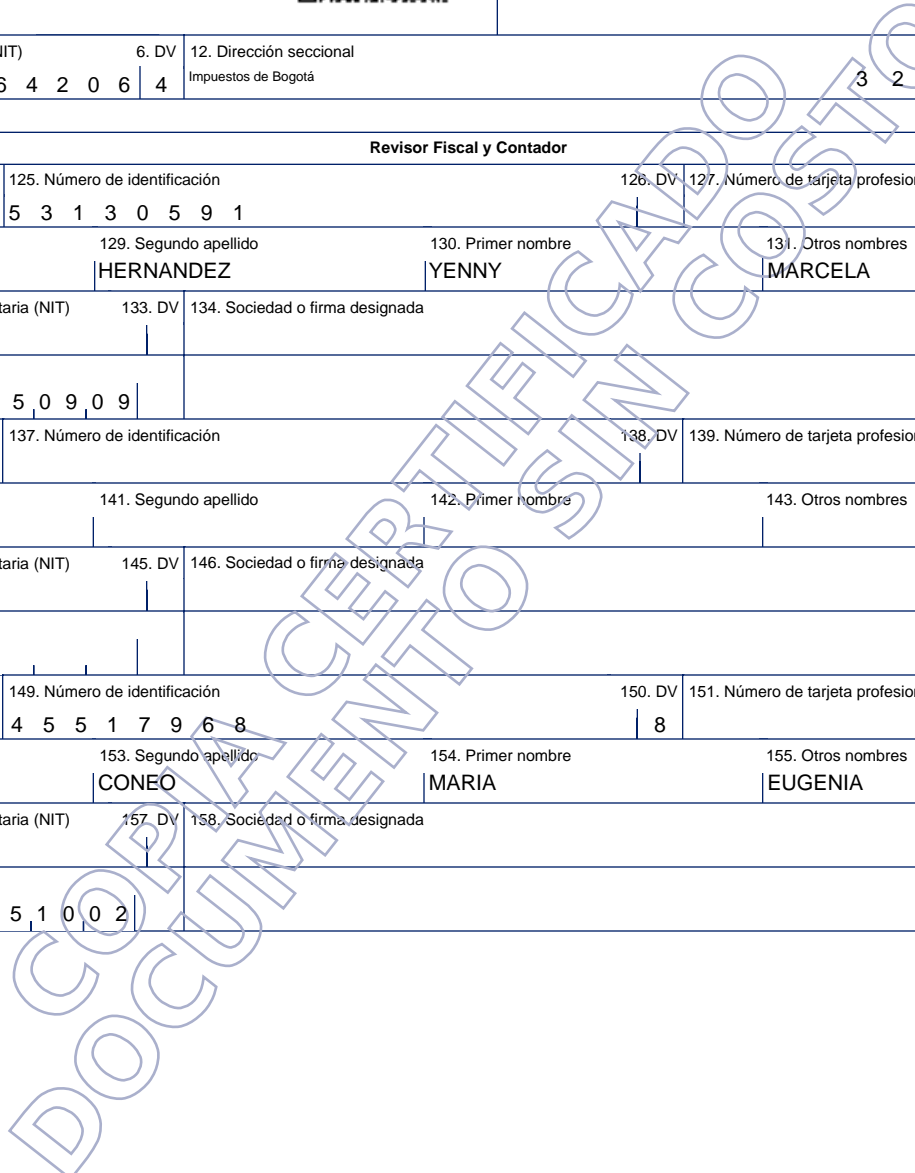 NIT) 6. DV 12. Dirección seccional
6 4 2 0 6 4 Impuestos de Bogotá 3 2
Revisor Fiscal y Contador
125. Número de identificación 126. DV 127. Número de tarjeta profesion
5 3 1 3 0 5 9 1
129. Segundo apellido 130. Primer nombre 131. Otros nombres
HERNANDEZ YENNY MARCELA
taria (NIT) 133. DV 134. Sociedad o firma designada
5 0 9 0 9
137. Número de identificación 138. DV 139. Número de tarjeta profesion
141. Segundo apellido 142. Primer nombre 143. Otros nombres
taria (NIT) 145. DV 146. Sociedad o firma designada
149. Número de identificación 150. DV 151. Número de tarjeta profesion
4 5 5 1 7 9 6 8 8
153. Segundo apellido 154. Primer nombre 155. Otros nombres
CONEO MARIA EUGENIA
taria (NIT) 157. DV 158. Sociedad o firma designada
5 1 0 0 2
COPIA CERTIFICADO
DOCUMENTO SIN COSTO